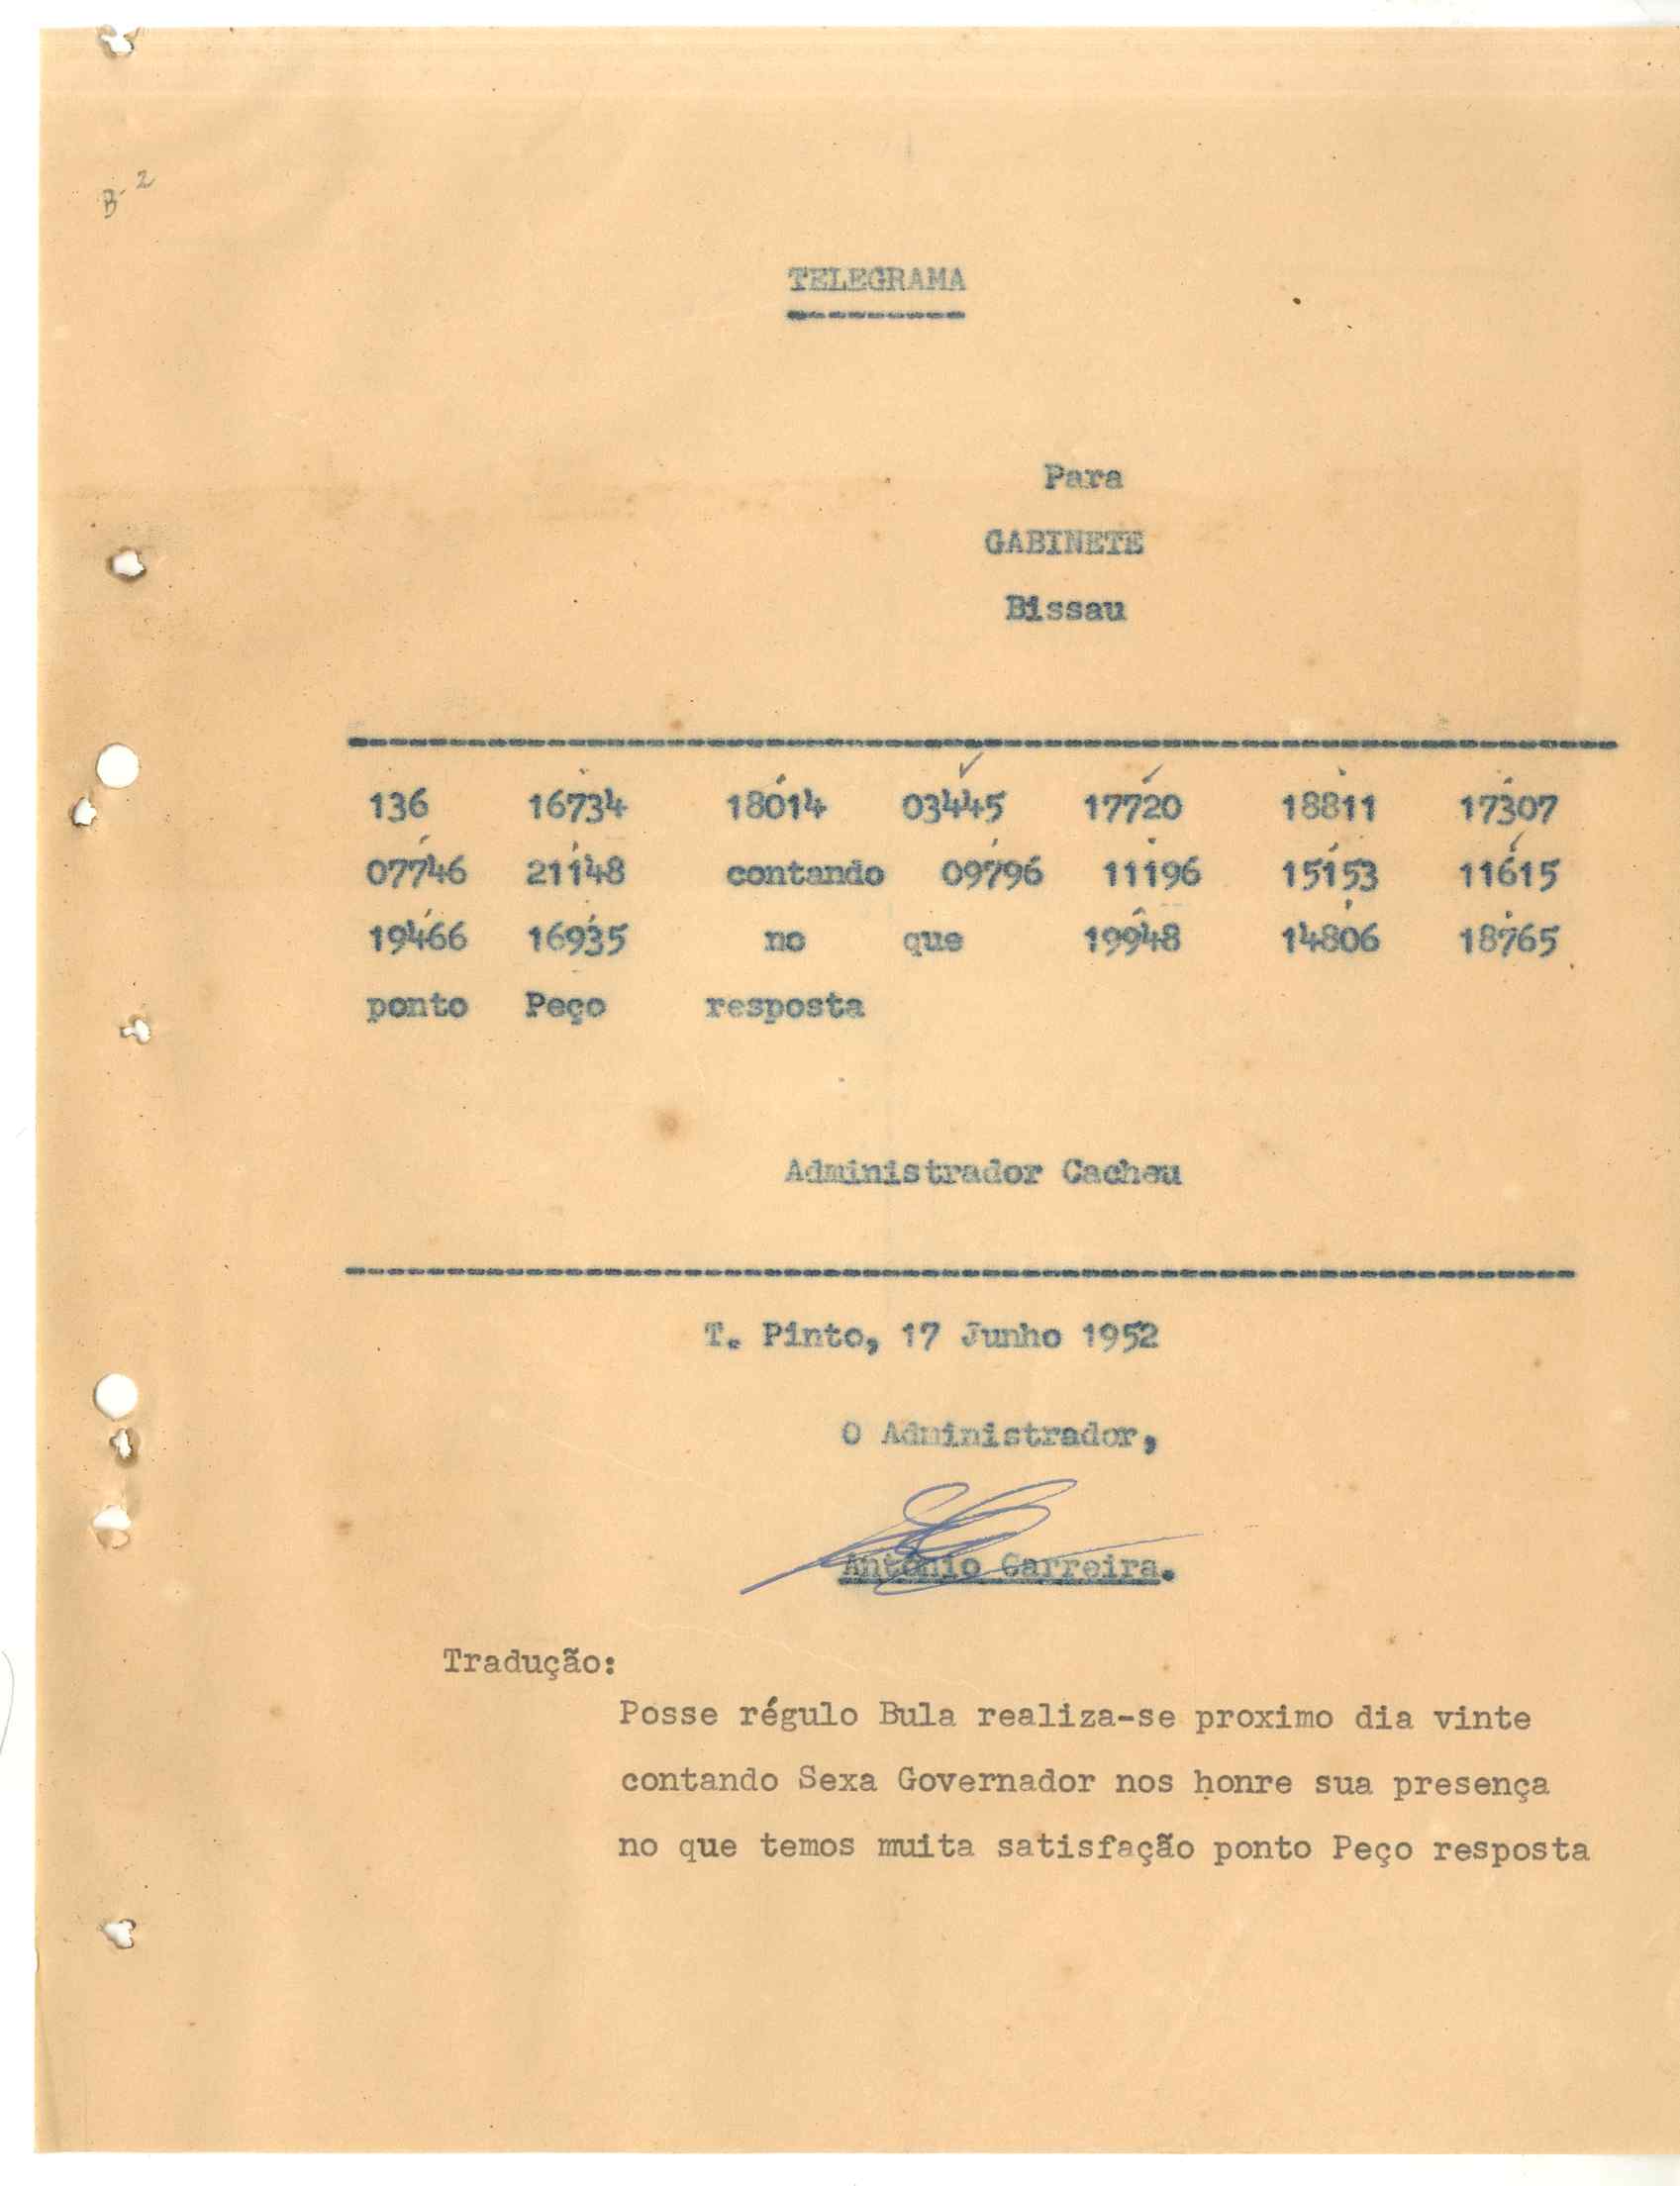 B-2
TELEGRAMA
Para
GABINETE
Bissau
136 16734 18014 03445 17720 18811 17307
07746 21148 contando 09796 11196 15153 11615
19466 16935 no que 19948 14806 18765
ponto Peço resposta
Administrador Cacheu
T. Pinto, 17 Junho 1952
O Administrador,
António Carreira.
Tradução:
Posse régulo Bula realiza-se proximo dia vinte
contando Sexa Governador nos honre sua presença
no que temos muita satisfação ponto Peço resposta